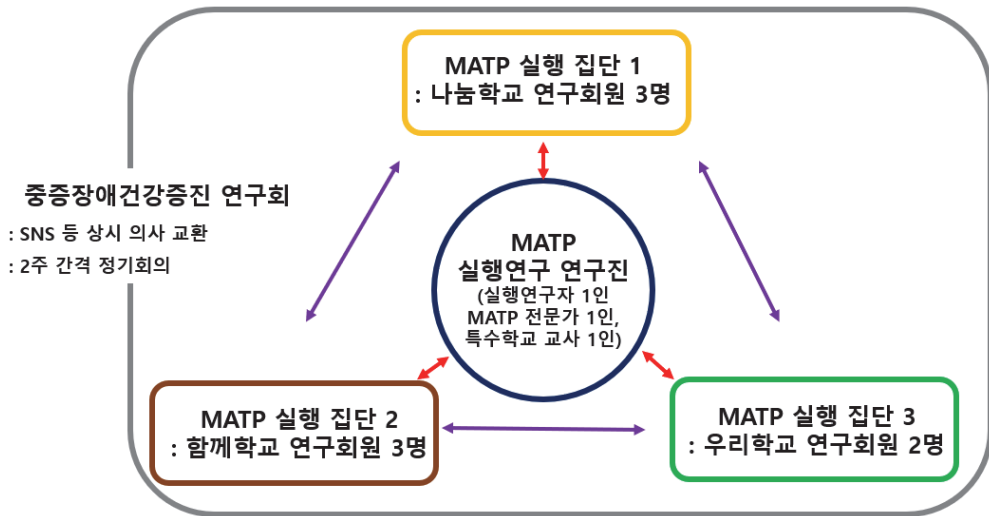 MATP 실행 집단 1
: 나눔학교 연구회원 3명
중증장애건강증진 연구회
: SNS 등 상시 의사 교환
: 2주 간격 정기회의
MATP
실행연구 연구진
(실행연구자 1인
MATP 전문가 1인,
특수학교 교사 1인)
MATP 실행 집단 2
: 함께학교 연구회원 3명
MATP 실행 집단 3
: 우리학교 연구회원 2명